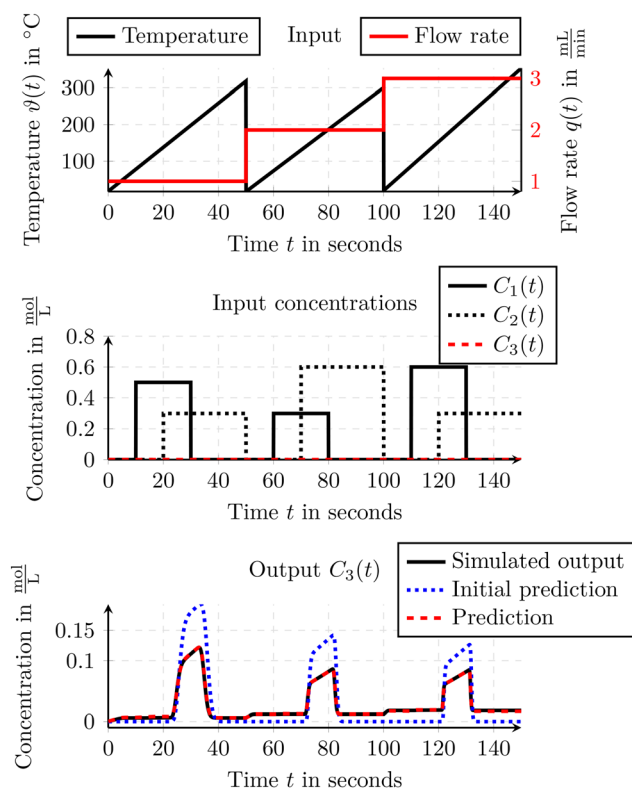 Temperature Input Flow rate
Temperature ϑ(t) in °C
300
200
100
3
2
1
Flow rate q(t) in mL/min
0 20 40 60 80 100 120 140
Time t in seconds
Input concentrations
C₁(t)
C₂(t)
C₃(t)
Concentration in mol/L
0.8
0.6
0.4
0.2
0
0 20 40 60 80 100 120 140
Time t in seconds
Output C₃(t)
Simulated output
Initial prediction
Prediction
Concentration in mol/L
0.15
0.1
0
0 20 40 60 80 100 120 140
Time t in seconds